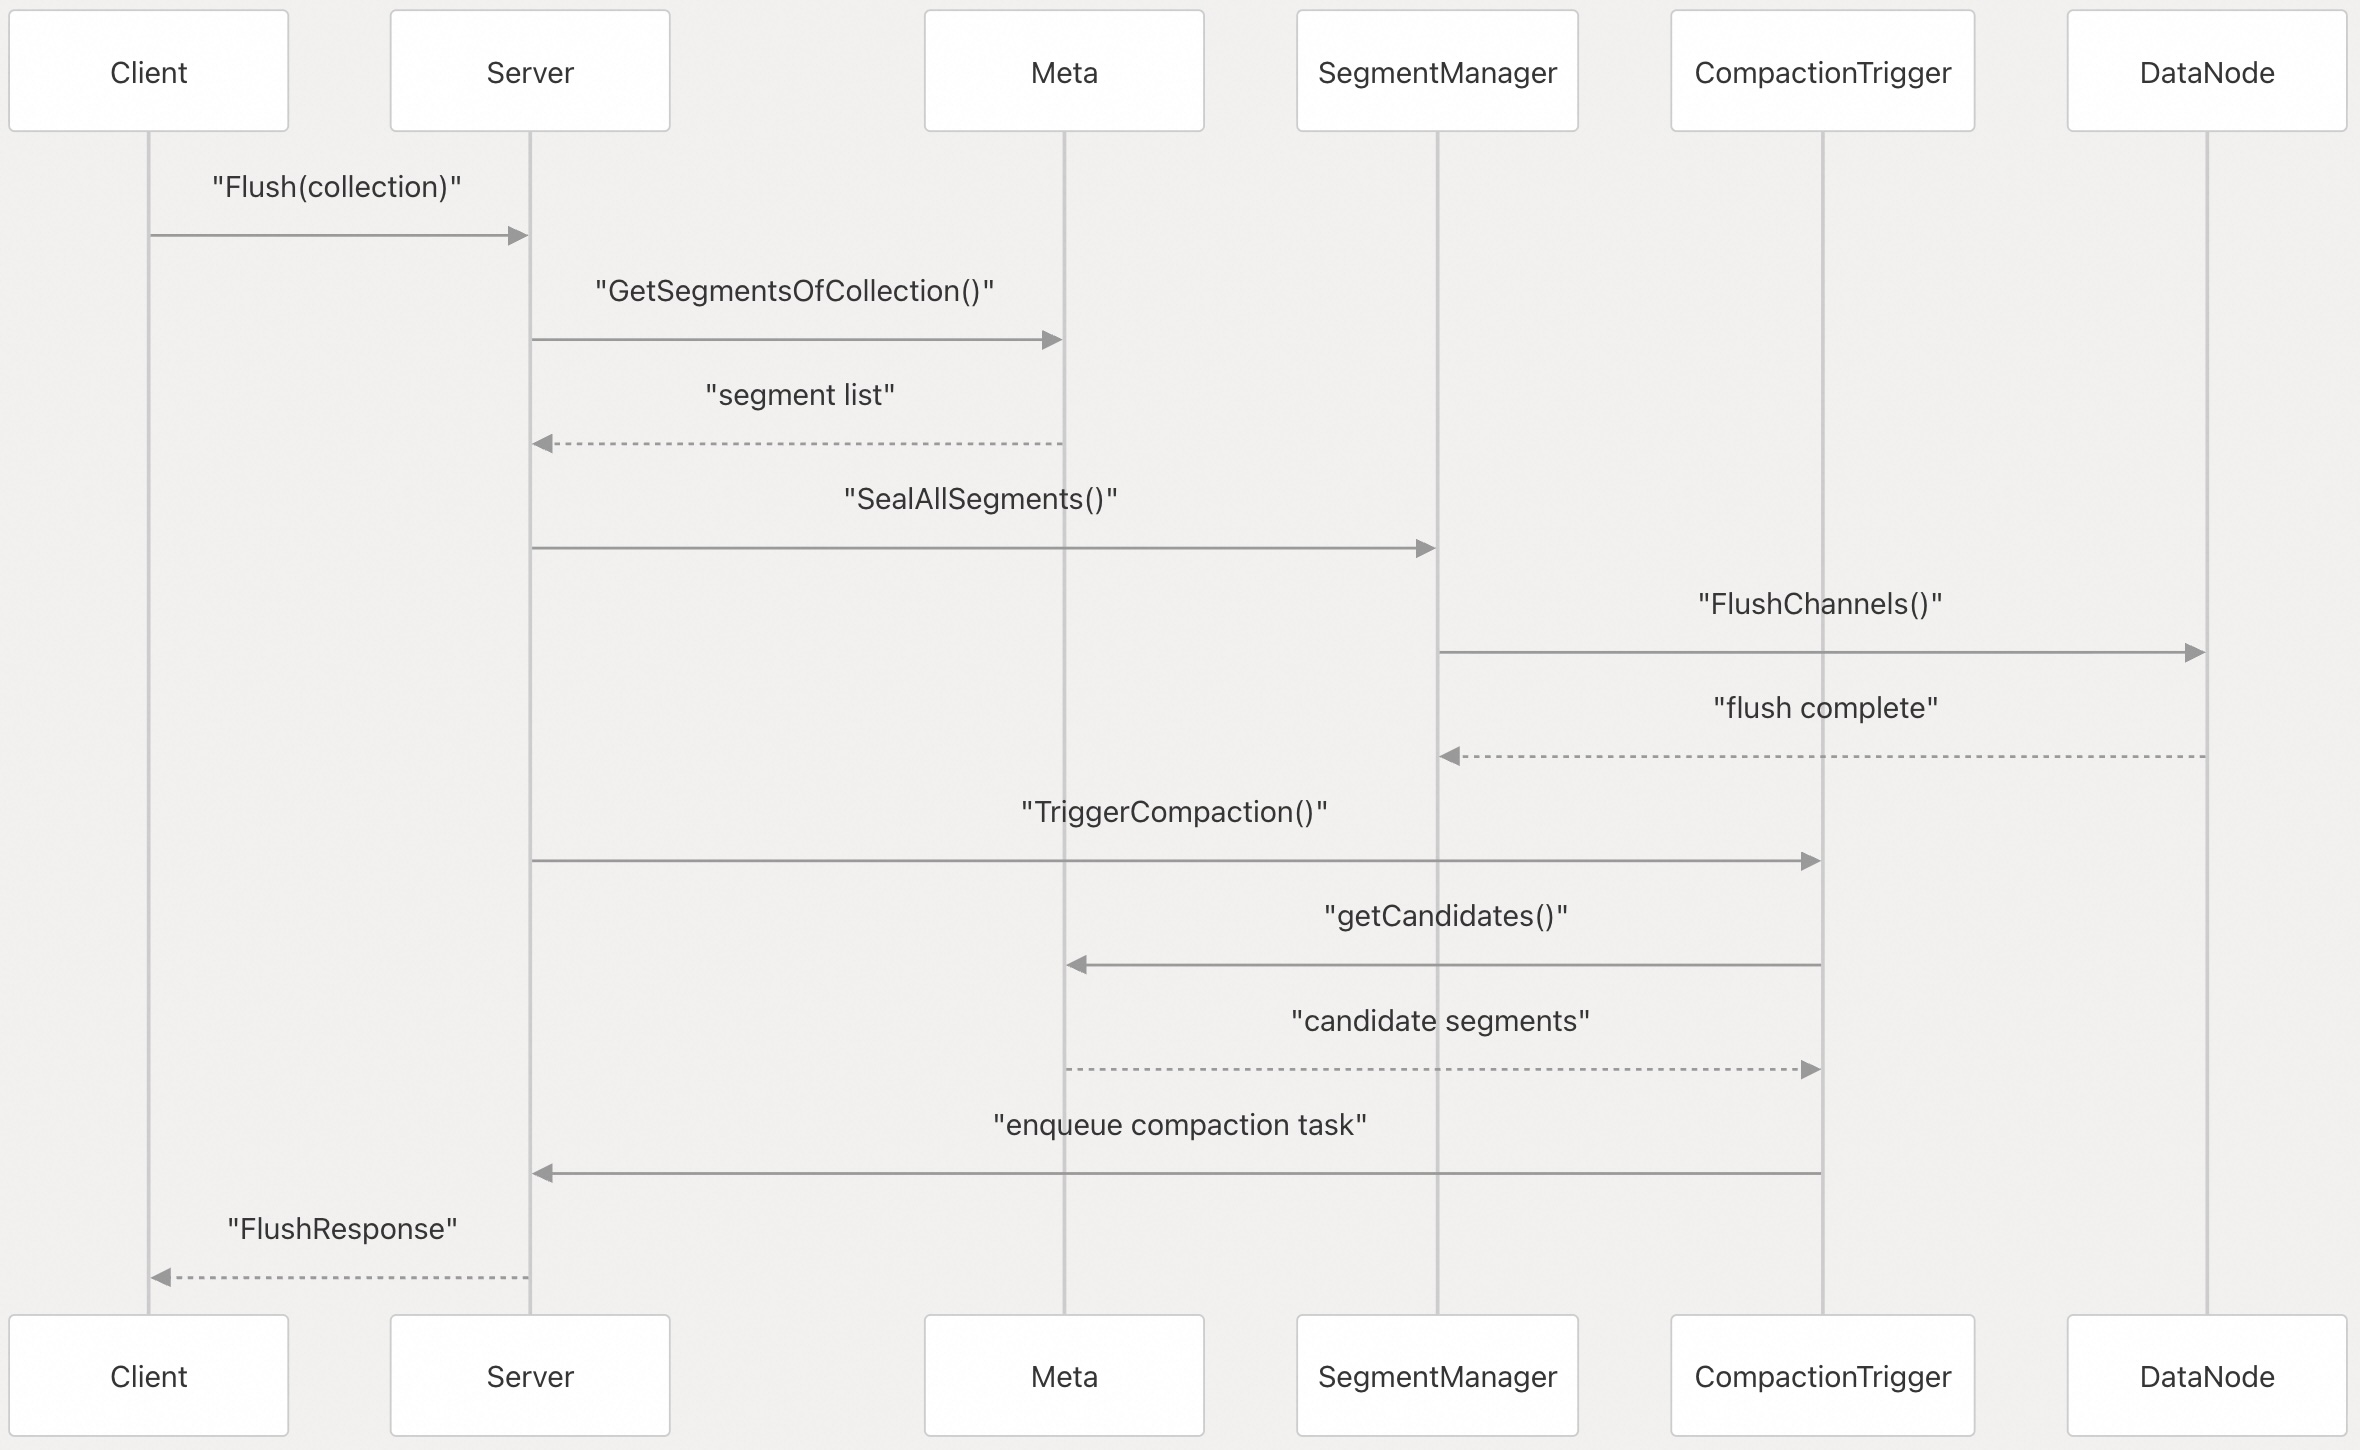 Client
Server
Meta
SegmentManager
CompactionTrigger
DataNode
"Flush(collection)"
"GetSegmentsOfCollection()"
"segment list"
"SealAllSegments()"
"FlushChannels()"
"flush complete"
"TriggerCompaction()"
"getCandidates()"
"candidate segments"
"enqueue compaction task"
"FlushResponse"
Client
Server
Meta
SegmentManager
CompactionTrigger
DataNode